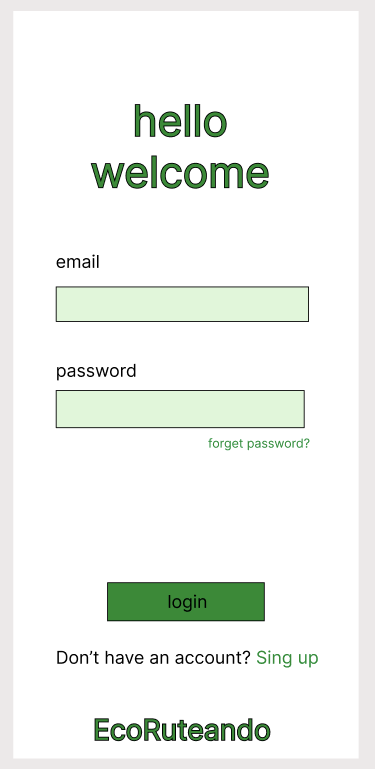 hello
welcome
email
password
forget password?
login
Don’t have an account? Sing up
EcoRuteando